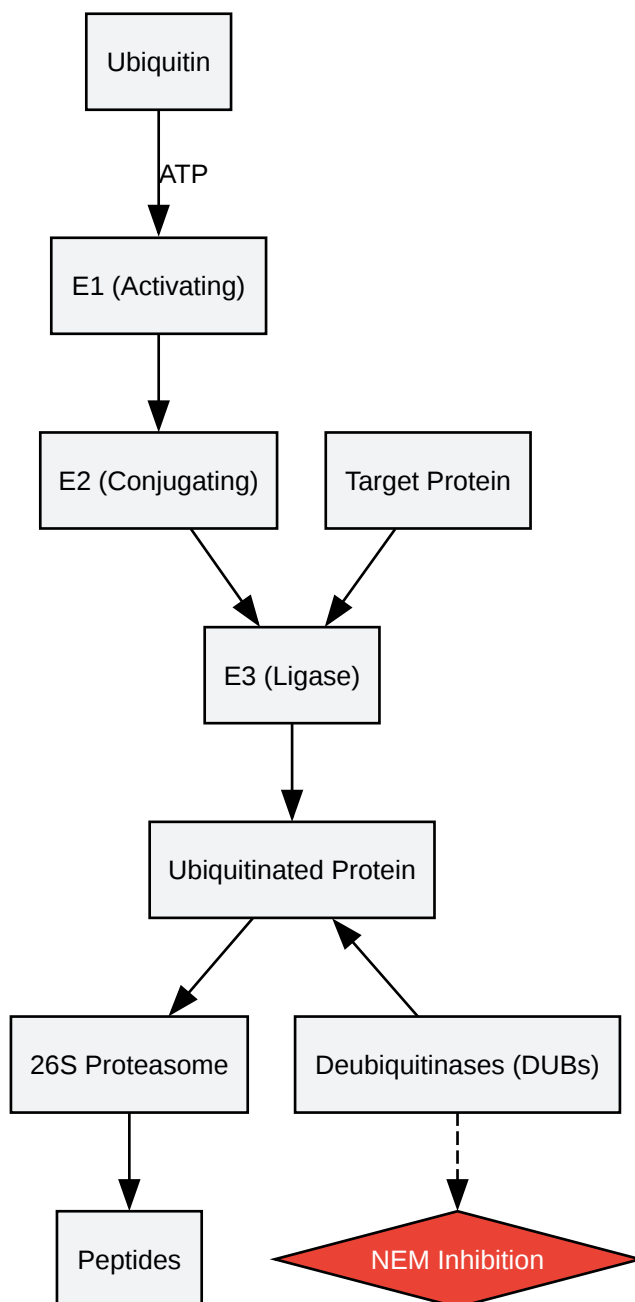 Ubiquitin
ATP
E1 (Activating)
E2 (Conjugating)
Target Protein
E3 (Ligase)
Ubiquitinated Protein
26S Proteasome
Deubiquitinases (DUBs)
Peptides
NEM Inhibition